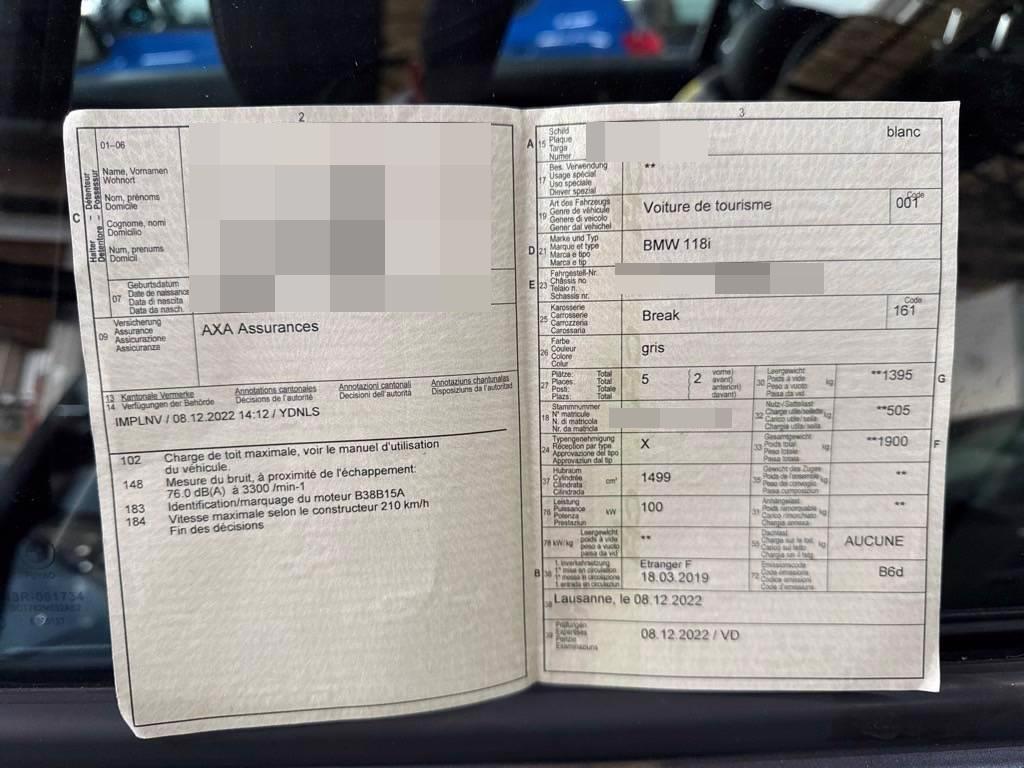 2
01–06
C
Halter – Détenteur
Detentore – Possessur
Name, Vornamen
Wohnort
Nom, prénoms
Domicile
Cognome, nomi
Domicilio
Num, prenums
Domicil
07
Geburtsdatum
Date de naissance
Data di nascita
Data da nasch.
09
Versicherung
Assurance
Assicurazione
Assicuranza
AXA Assurances
13 Kantonale Vermerke
14 Verfügungen der Behörde
Annotations cantonales
Décisions de l'autorité
Annotazioni cantonali
Decisioni dell'autorità
Annotaziuns chantunalas
Disposiziuns da l'autoritad
IMPLNV / 08.12.2022 14:12 / YDNLS
102 Charge de toit maximale, voir le manuel d'utilisation
du véhicule.
148 Mesure du bruit, à proximité de l'échappement:
76.0 dB(A) à 3300 /min-1
183 Identification/marquage du moteur B38B15A
184 Vitesse maximale selon le constructeur 210 km/h
Fin des décisions
3
A 15
Schild
Plaque
Targa
Numer
blanc
17
Bes. Verwendung
Usage spécial
Uso speciale
Diever spezial
**
19
Art des Fahrzeugs
Genre de véhicule
Genere di veicolo
Gener dal vehichel
Voiture de tourisme
Code
001
D 21
Marke und Typ
Marque et type
Marca e tipo
Marca e tip
BMW 118i
E 23
Fahrgestell-Nr.
Châssis no
Telaio n.
Schassis nr.
25
Karosserie
Carrosserie
Carrozzeria
Carossaria
Break
Code
161
26
Farbe
Couleur
Colore
Colur
gris
27
Plätze: Total
Places: Total
Posti: Totale
Plazs: Total
5
2
vorne)
avant)
anteriori)
davant)
30
Leergewicht
Poids à vide
Peso a vuoto
Paisa da vid
kg
**1395
G
18
Stammnummer
N° matricule
N. di matricola
Nr. da matricla
32
Nutz-/Sattellast
Charge utile/sellette
Carico utile/sella
Chargia utila/sella
kg
**505
24
Typengenehmigung
Réception par type
Approvazione del tipo
Approvaziun dal tip
X
33
Gesamtgewicht
Poids total
Peso totale
Paisa totala
kg
**1900
F
37
Hubraum
Cylindrée
Cilindrata
Cilindrada
cm³
1499
35
Gewicht des Zuges
Poids de l'ensemble
Peso del convoglio
Paisa cumposiziun
kg
**
76
Leistung
Puissance
Potenza
Prestaziun
kW
100
31
Anhängelast
Poids remorquable
Carico rimorchiato
Chargia annexa
kg
**
78 kW/kg
Leergewicht
poids à vide
peso a vuoto
paisa da vid
**
55
Dachlast
Charge sur le toit
Carico sul tetto
Chargia sin il tetg
kg
AUCUNE
B 36
1. Inverkehrsetzung
1re mise en circulation
1a messa in circolazione
1. entrada en circulaziun
Etranger F
18.03.2019
72
Emissionscode
Code émissions
Codice emissioni
Code d'emissiuns
B6d
38
Lausanne, le 08.12.2022
39
Prüfungen
Expertises
Perizie
Examinaziuns
08.12.2022 / VD